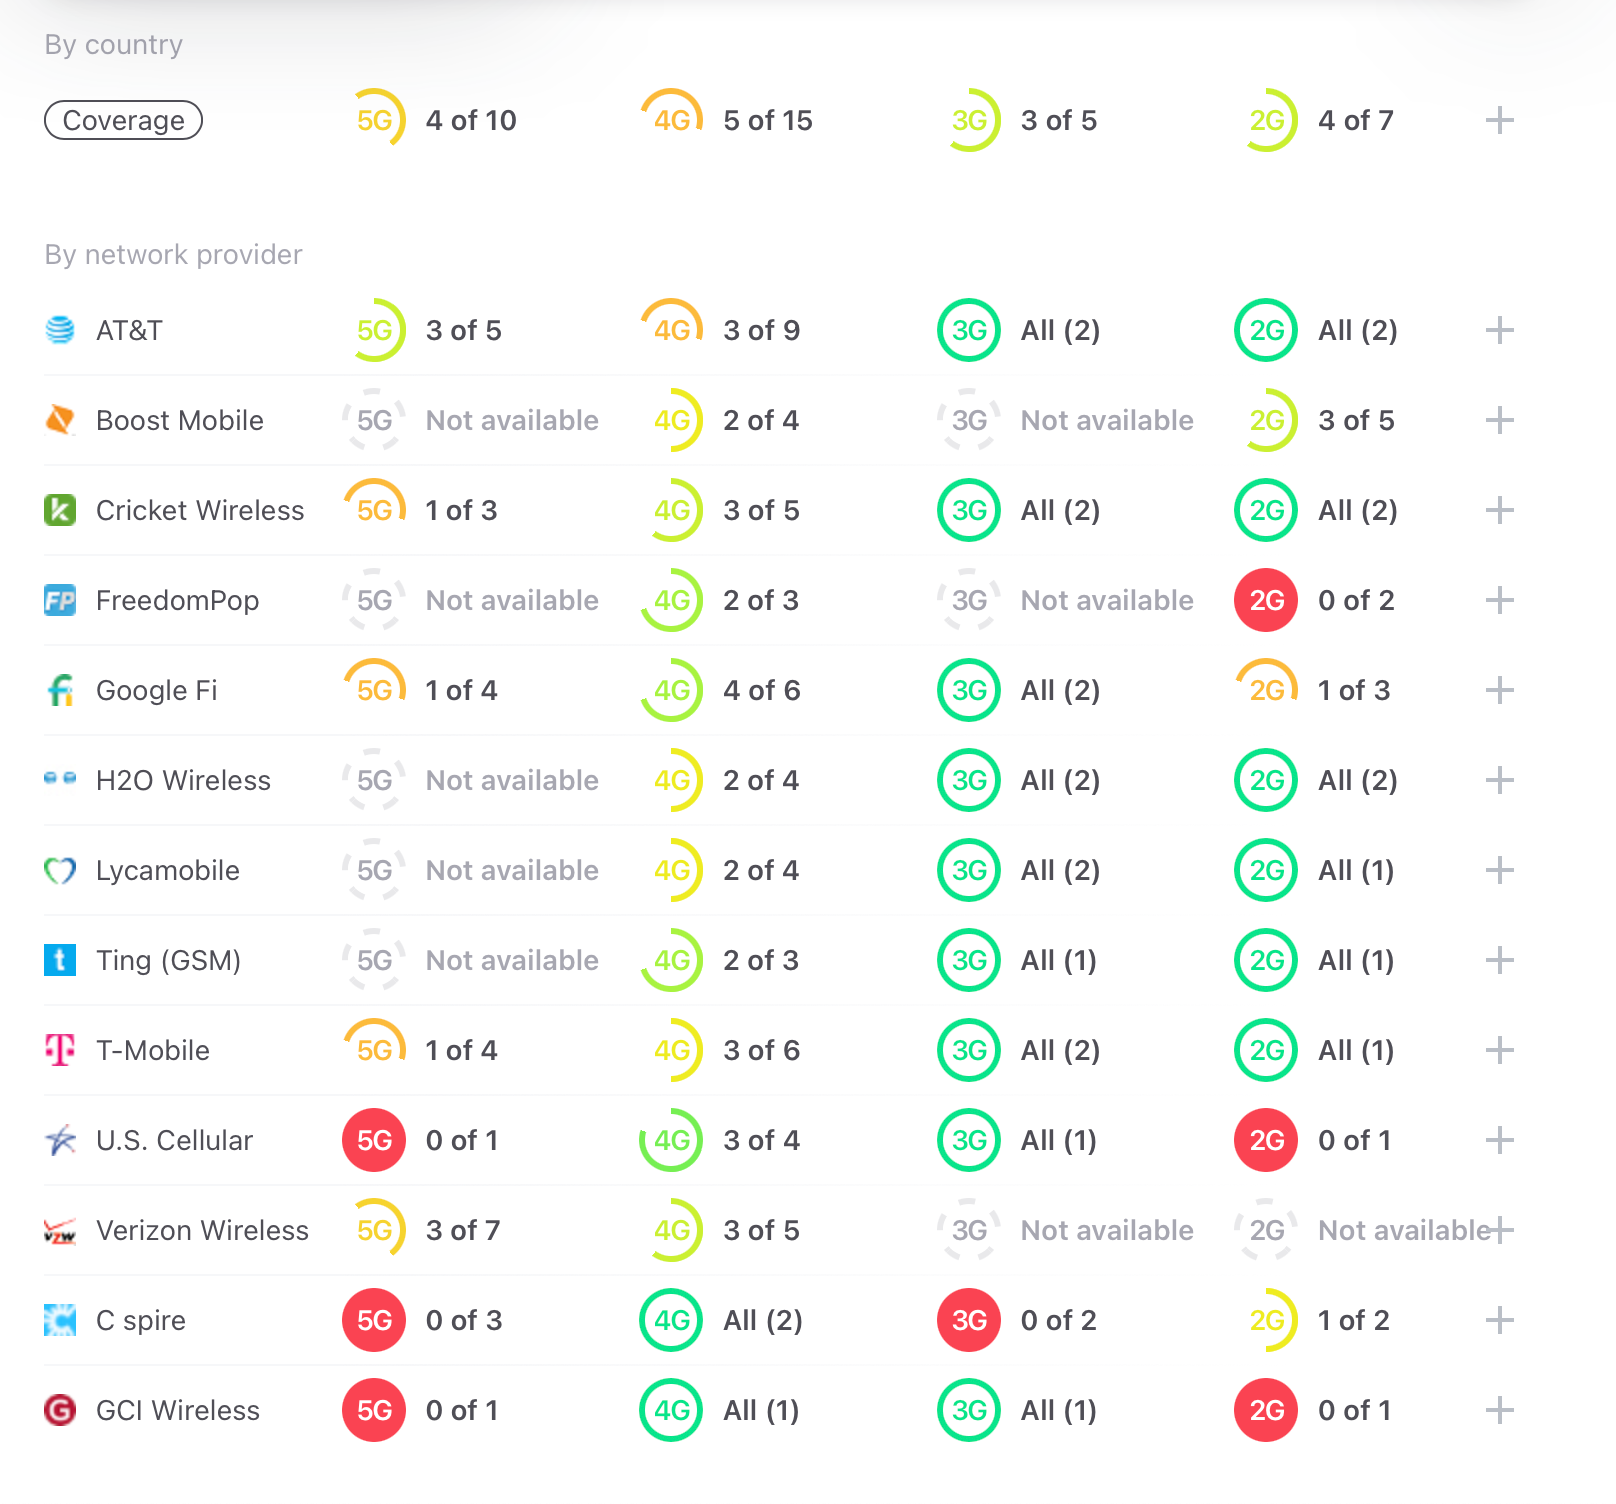 By country
Coverage 5G 4 of 10 4G 5 of 15 3G 3 of 5 2G 4 of 7
By network provider
AT&T 5G 3 of 5 4G 3 of 9 3G All (2) 2G All (2)
Boost Mobile 5G Not available 4G 2 of 4 3G Not available 2G 3 of 5
k Cricket Wireless 5G 1 of 3 4G 3 of 5 3G All (2) 2G All (2)
FP FreedomPop 5G Not available 4G 2 of 3 3G Not available 2G 0 of 2
fi Google Fi 5G 1 of 4 4G 4 of 6 3G All (2) 2G 1 of 3
H2O Wireless 5G Not available 4G 2 of 4 3G All (2) 2G All (2)
Lycamobile 5G Not available 4G 2 of 4 3G All (2) 2G All (1)
t Ting (GSM) 5G Not available 4G 2 of 3 3G All (1) 2G All (1)
T T-Mobile 5G 1 of 4 4G 3 of 6 3G All (2) 2G All (1)
U.S. Cellular 5G 0 of 1 4G 3 of 4 3G All (1) 2G 0 of 1
vzw Verizon Wireless 5G 3 of 7 4G 3 of 5 3G Not available 2G Not available
C C spire 5G 0 of 3 4G All (2) 3G 0 of 2 2G 1 of 2
G GCI Wireless 5G 0 of 1 4G All (1) 3G All (1) 2G 0 of 1